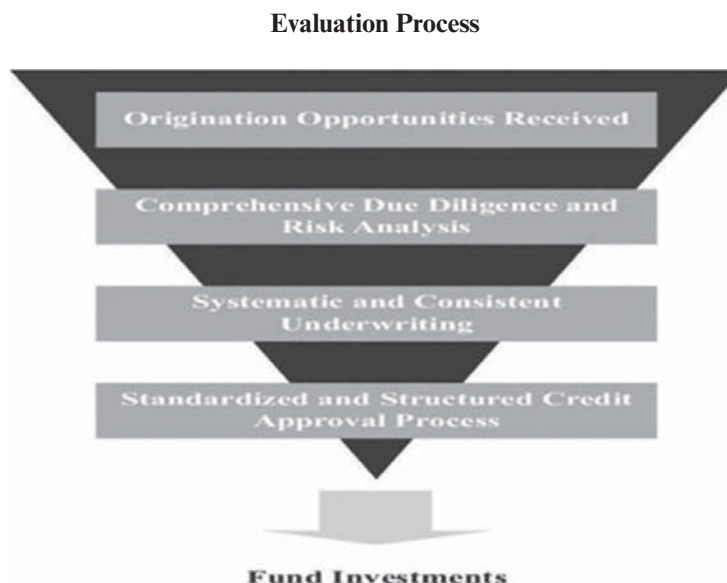 Evaluation Process
Origination Opportunities Received
Comprehensive Due Diligence and
Risk Analysis
Systematic and Consistent
Underwriting
Standardized and Structured Credit
Approval Process
Fund Investments